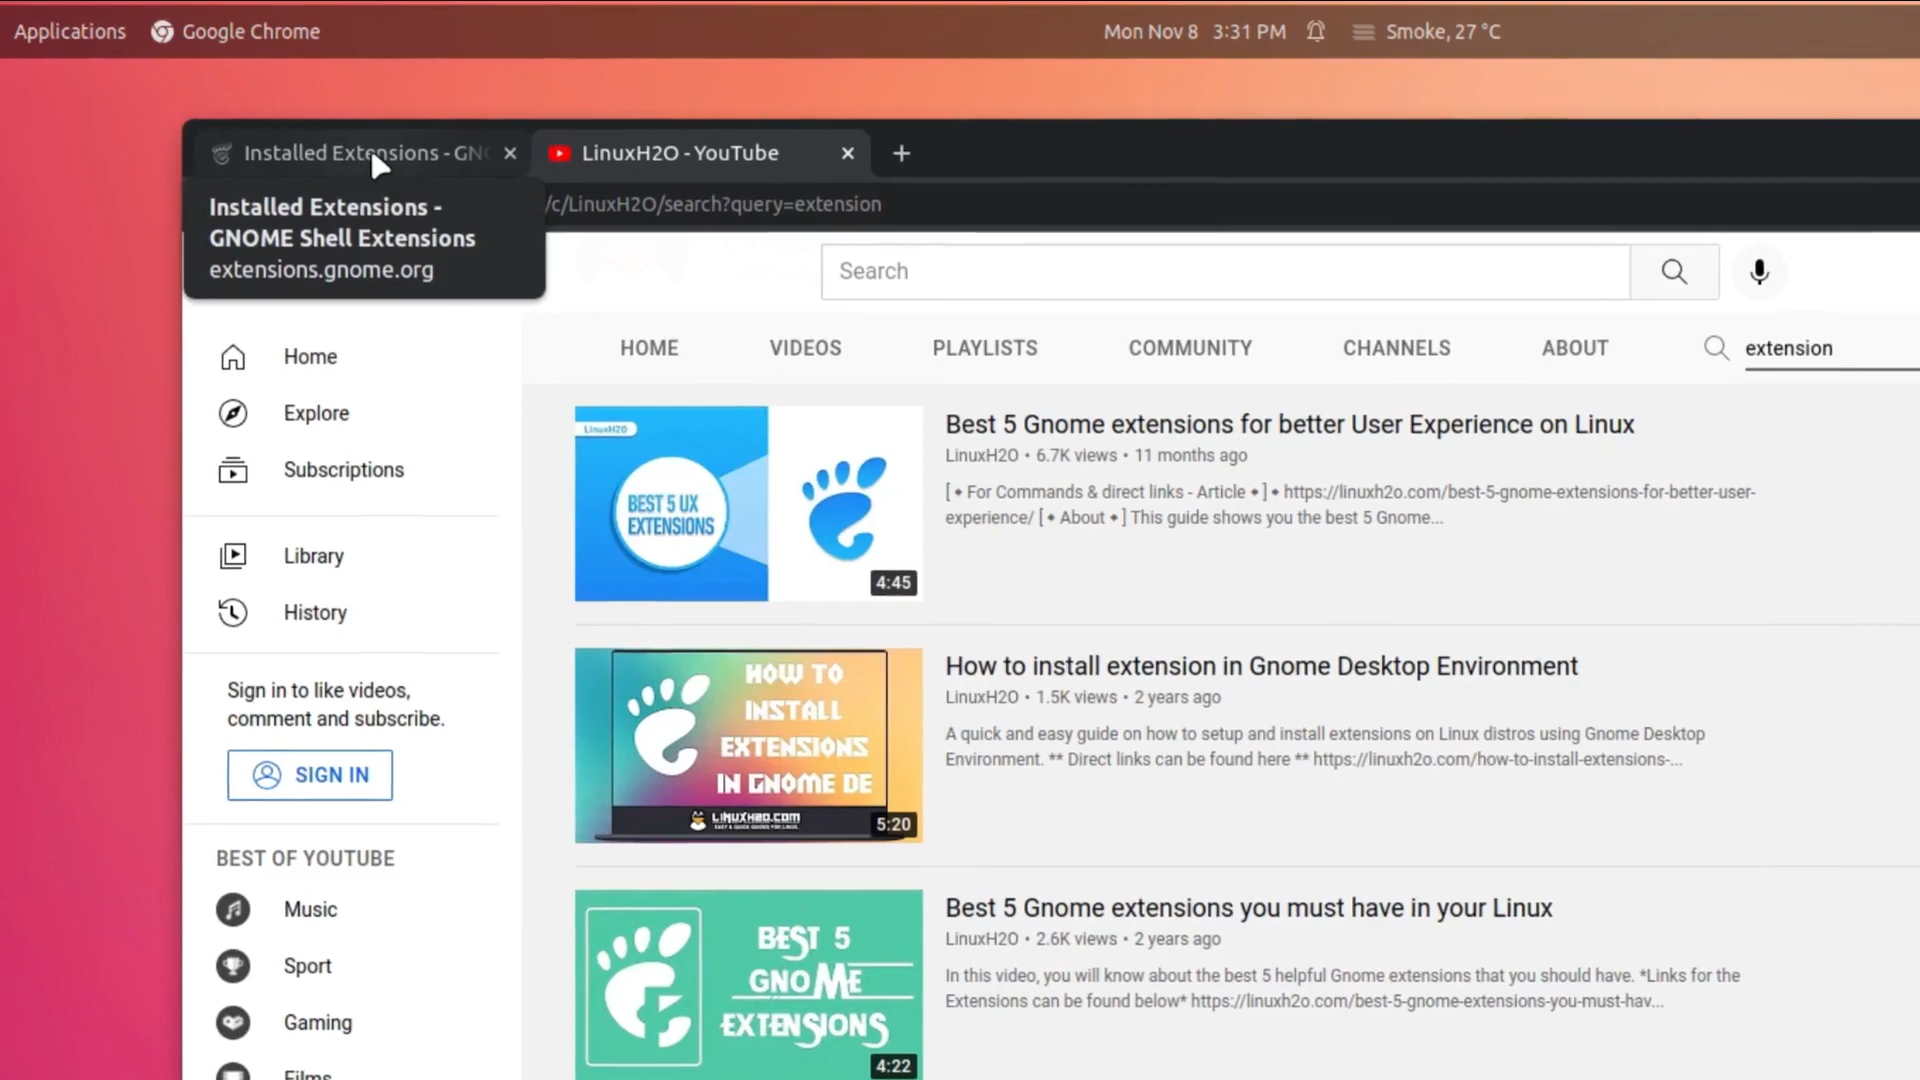 Applications
Google Chrome
Mon Nov 8 3:31 PM
Smoke, 27 °C
Installed Extensions - GNO
LinuxH2O - YouTube
Installed Extensions -
GNOME Shell Extensions
extensions.gnome.org
/c/LinuxH2O/search?query=extension
Search
HOME
VIDEOS
PLAYLISTS
COMMUNITY
CHANNELS
ABOUT
extension
Home
Explore
Subscriptions
Library
History
Sign in to like videos,
comment and subscribe.
SIGN IN
BEST OF YOUTUBE
Music
Sport
Gaming
Films
LinuxH2O
BEST 5 UX
EXTENSIONS
4:45
Best 5 Gnome extensions for better User Experience on Linux
LinuxH2O • 6.7K views • 11 months ago
[ • For Commands & direct links - Article • ] • https://linuxh2o.com/best-5-gnome-extensions-for-better-user-
experience/ [ • About • ] This guide shows you the best 5 Gnome...
HOW TO
INSTALL
EXTENSIONS
IN GNOME DE
LINUXH2O.COM
EASY & QUICK GUIDES FOR LINUX.
5:20
How to install extension in Gnome Desktop Environment
LinuxH2O • 1.5K views • 2 years ago
A quick and easy guide on how to setup and install extensions on Linux distros using Gnome Desktop
Environment. ** Direct links can be found here ** https://linuxh2o.com/how-to-install-extensions-...
BEST 5
GNOME
EXTENSIONS
4:22
Best 5 Gnome extensions you must have in your Linux
LinuxH2O • 2.6K views • 2 years ago
In this video, you will know about the best 5 helpful Gnome extensions that you should have. *Links for the
Extensions can be found below* https://linuxh2o.com/best-5-gnome-extensions-you-must-hav...